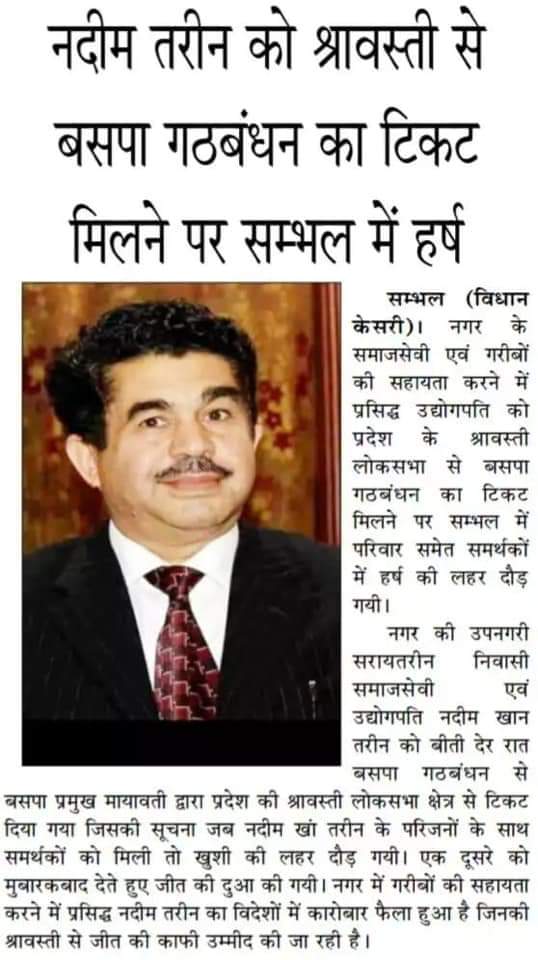 नदीम तरीन को श्रावस्ती से
बसपा गठबंधन का टिकट
मिलने पर सम्भल में हर्ष
सम्भल (विधान
केसरी)। नगर के
समाजसेवी एवं गरीबों
की सहायता करने में
प्रसिद्ध उद्योगपति को
प्रदेश के श्रावस्ती
लोकसभा से बसपा
गठबंधन का टिकट
मिलने पर सम्भल में
परिवार समेत समर्थकों
में हर्ष की लहर दौड़
गयी।
नगर की उपनगरी
सरायतरीन निवासी
समाजसेवी एवं
उद्योगपति नदीम खान
तरीन को बीती देर रात
बसपा गठबंधन से
बसपा प्रमुख मायावती द्वारा प्रदेश की श्रावस्ती लोकसभा क्षेत्र से टिकट
दिया गया जिसकी सूचना जब नदीम खां तरीन के परिजनों के साथ
समर्थकों को मिली तो खुशी की लहर दौड़ गयी। एक दूसरे को
मुबारकबाद देते हुए जीत की दुआ की गयी। नगर में गरीबों की सहायता
करने में प्रसिद्ध नदीम तरीन का विदेशों में कारोबार फैला हुआ है जिनकी
श्रावस्ती से जीत की काफी उम्मीद की जा रही है।